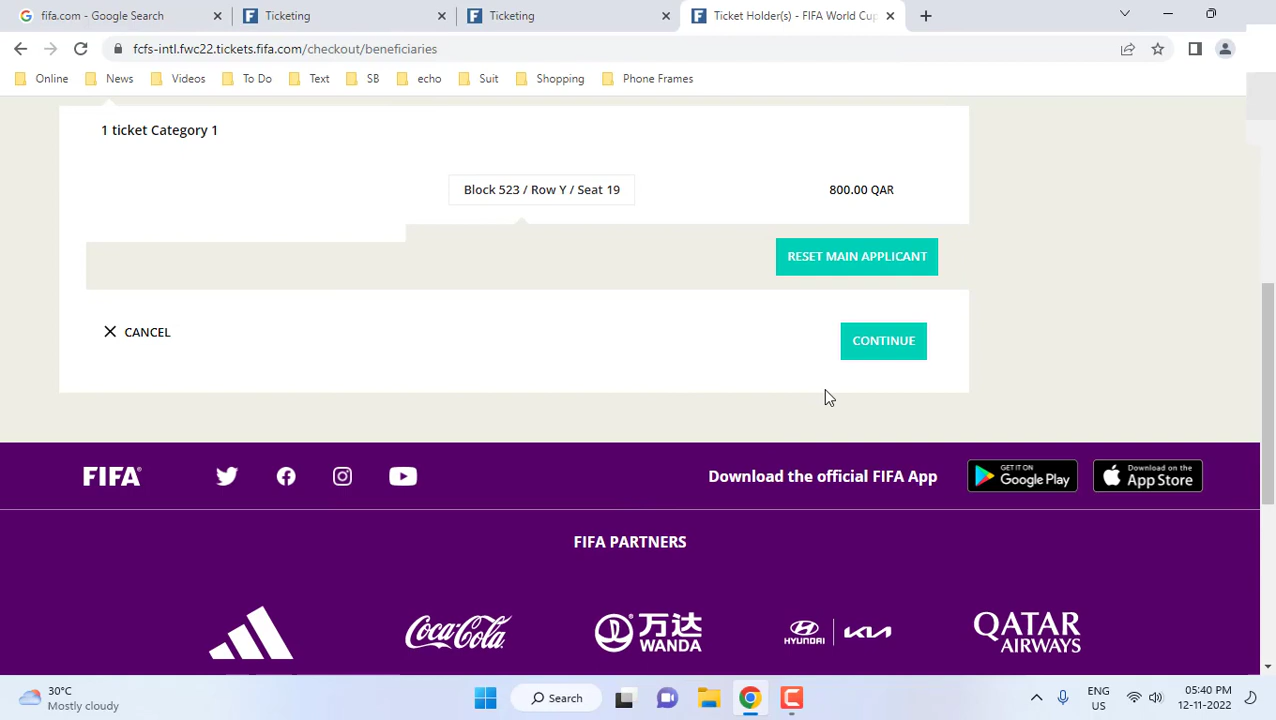 fifa.com - Google Search
Ticketing
Ticketing
Ticket Holder(s) - FIFA World Cup
fcfs-intl.fwc22.tickets.fifa.com/checkout/beneficiaries
Online
News
Videos
To Do
Text
SB
echo
Suit
Shopping
Phone Frames
1 ticket Category 1
Block 523 / Row Y / Seat 19
800.00 QAR
RESET MAIN APPLICANT
CANCEL
CONTINUE
FIFA
Download the official FIFA App
GET IT ON
Google Play
Download on the
App Store
FIFA PARTNERS
Coca-Cola
万达
WANDA
HYUNDAI
KIA
QATAR
AIRWAYS
30°C
Mostly cloudy
Search
ENG
US
05:40 PM
12-11-2022